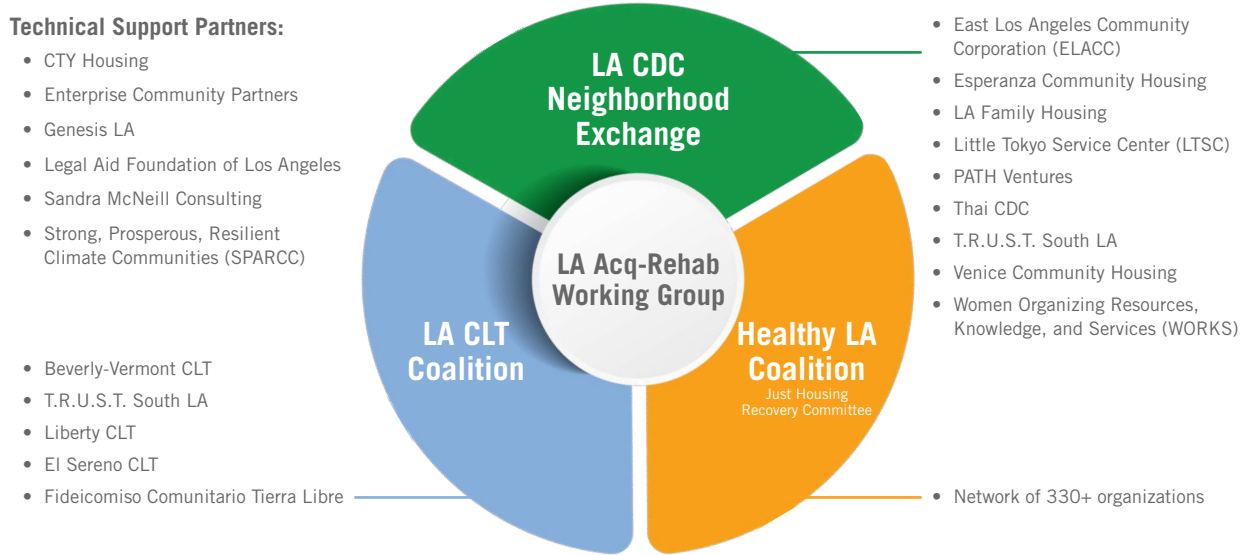 Technical Support Partners:
• CTY Housing
• Enterprise Community Partners
• Genesis LA
• Legal Aid Foundation of Los Angeles
• Sandra McNeill Consulting
• Strong, Prosperous, Resilient
Climate Communities (SPARCC)
• Beverly-Vermont CLT
• T.R.U.S.T. South LA
• Liberty CLT
• El Sereno CLT
• Fideicomiso Comunitario Tierra Libre
LA CDC
Neighborhood
Exchange
LA Acq-Rehab
Working Group
LA CLT
Coalition
Healthy LA
Coalition
Just Housing
Recovery Committee
• East Los Angeles Community
Corporation (ELACC)
• Esperanza Community Housing
• LA Family Housing
• Little Tokyo Service Center (LTSC)
• PATH Ventures
• Thai CDC
• T.R.U.S.T. South LA
• Venice Community Housing
• Women Organizing Resources,
Knowledge, and Services (WORKS)
• Network of 330+ organizations